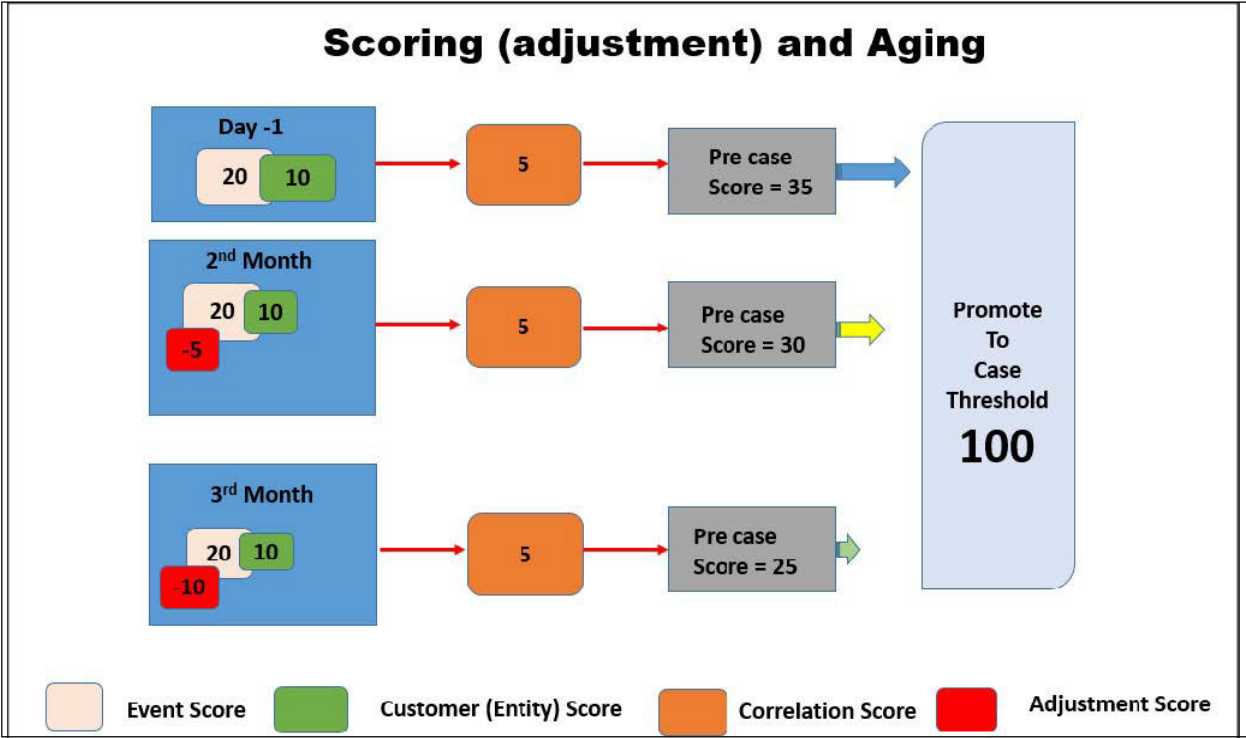 Scoring (adjustment) and Aging
Day -1
20
10
5
Pre case
Score = 35
2nd Month
20
10
-5
5
Pre case
Score = 30
3rd Month
20
10
-10
5
Pre case
Score = 25
Promote
To
Case
Threshold
100
Event Score
Customer (Entity) Score
Correlation Score
Adjustment Score